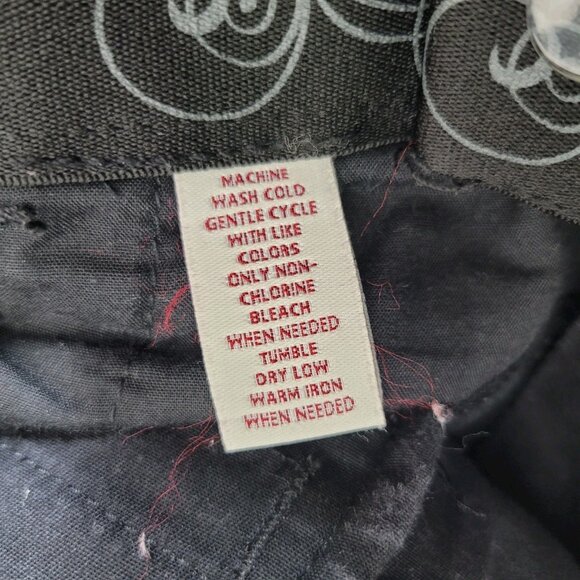 MACHINE
WASH COLD
GENTLE CYCLE
WITH LIKE
COLORS
ONLY NON-
CHLORINE
BLEACH
WHEN NEEDED
TUMBLE
DRY LOW
WARM IRON
WHEN NEEDED